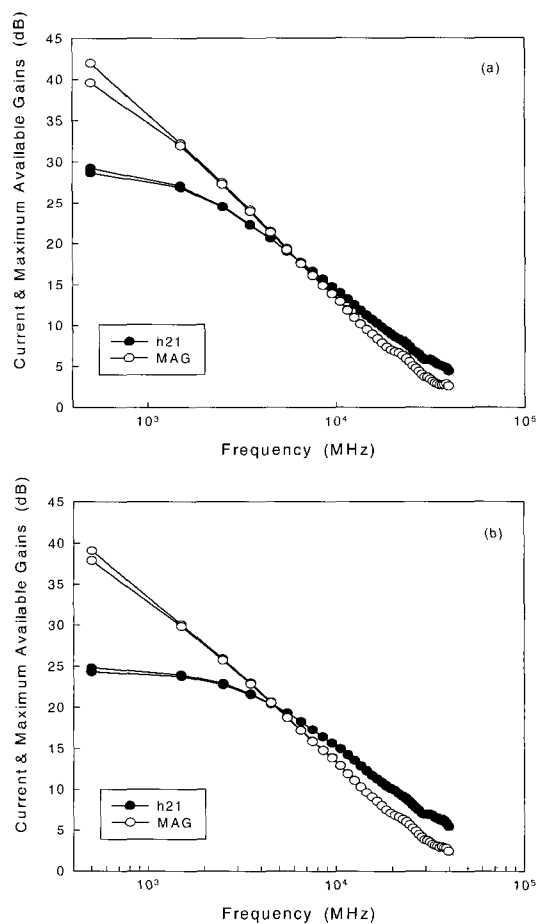 (a)
Current & Maximum Available Gains (dB)
45
40
35
30
25
20
15
10
5
0
h21
MAG
10³
10⁴
10⁵
Frequency (MHz)
(b)
Current & Maximum Available Gains (dB)
45
40
35
30
25
20
15
10
5
0
h21
MAG
10³
10⁴
10⁵
Frequency (MHz)